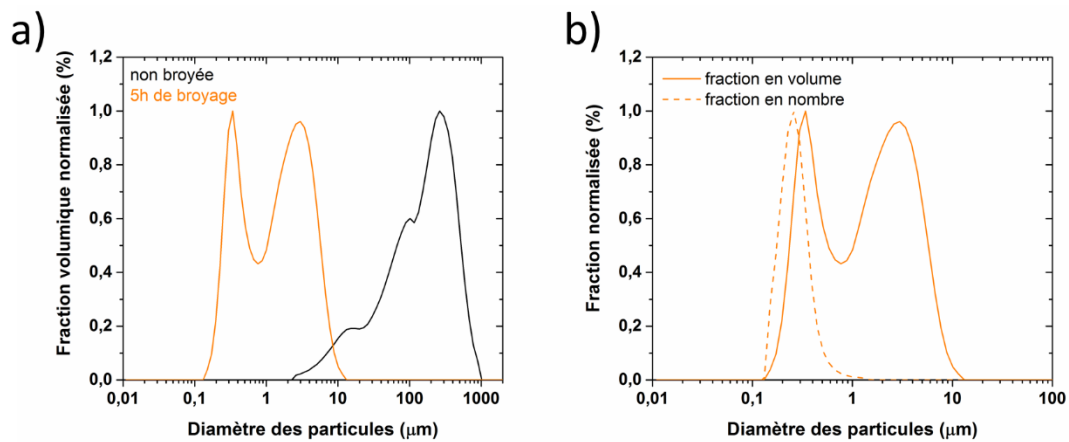 a)
Fraction volumique normalisée (%)
1,2
1,0
0,8
0,6
0,4
0,2
0,0
non broyée
5h de broyage
0,01
0,1
1
10
100
1000
Diamètre des particules (μm)
b)
Fraction normalisée (%)
1,2
1,0
0,8
0,6
0,4
0,2
0,0
fraction en volume
fraction en nombre
0,01
0,1
1
10
100
Diamètre des particules (μm)